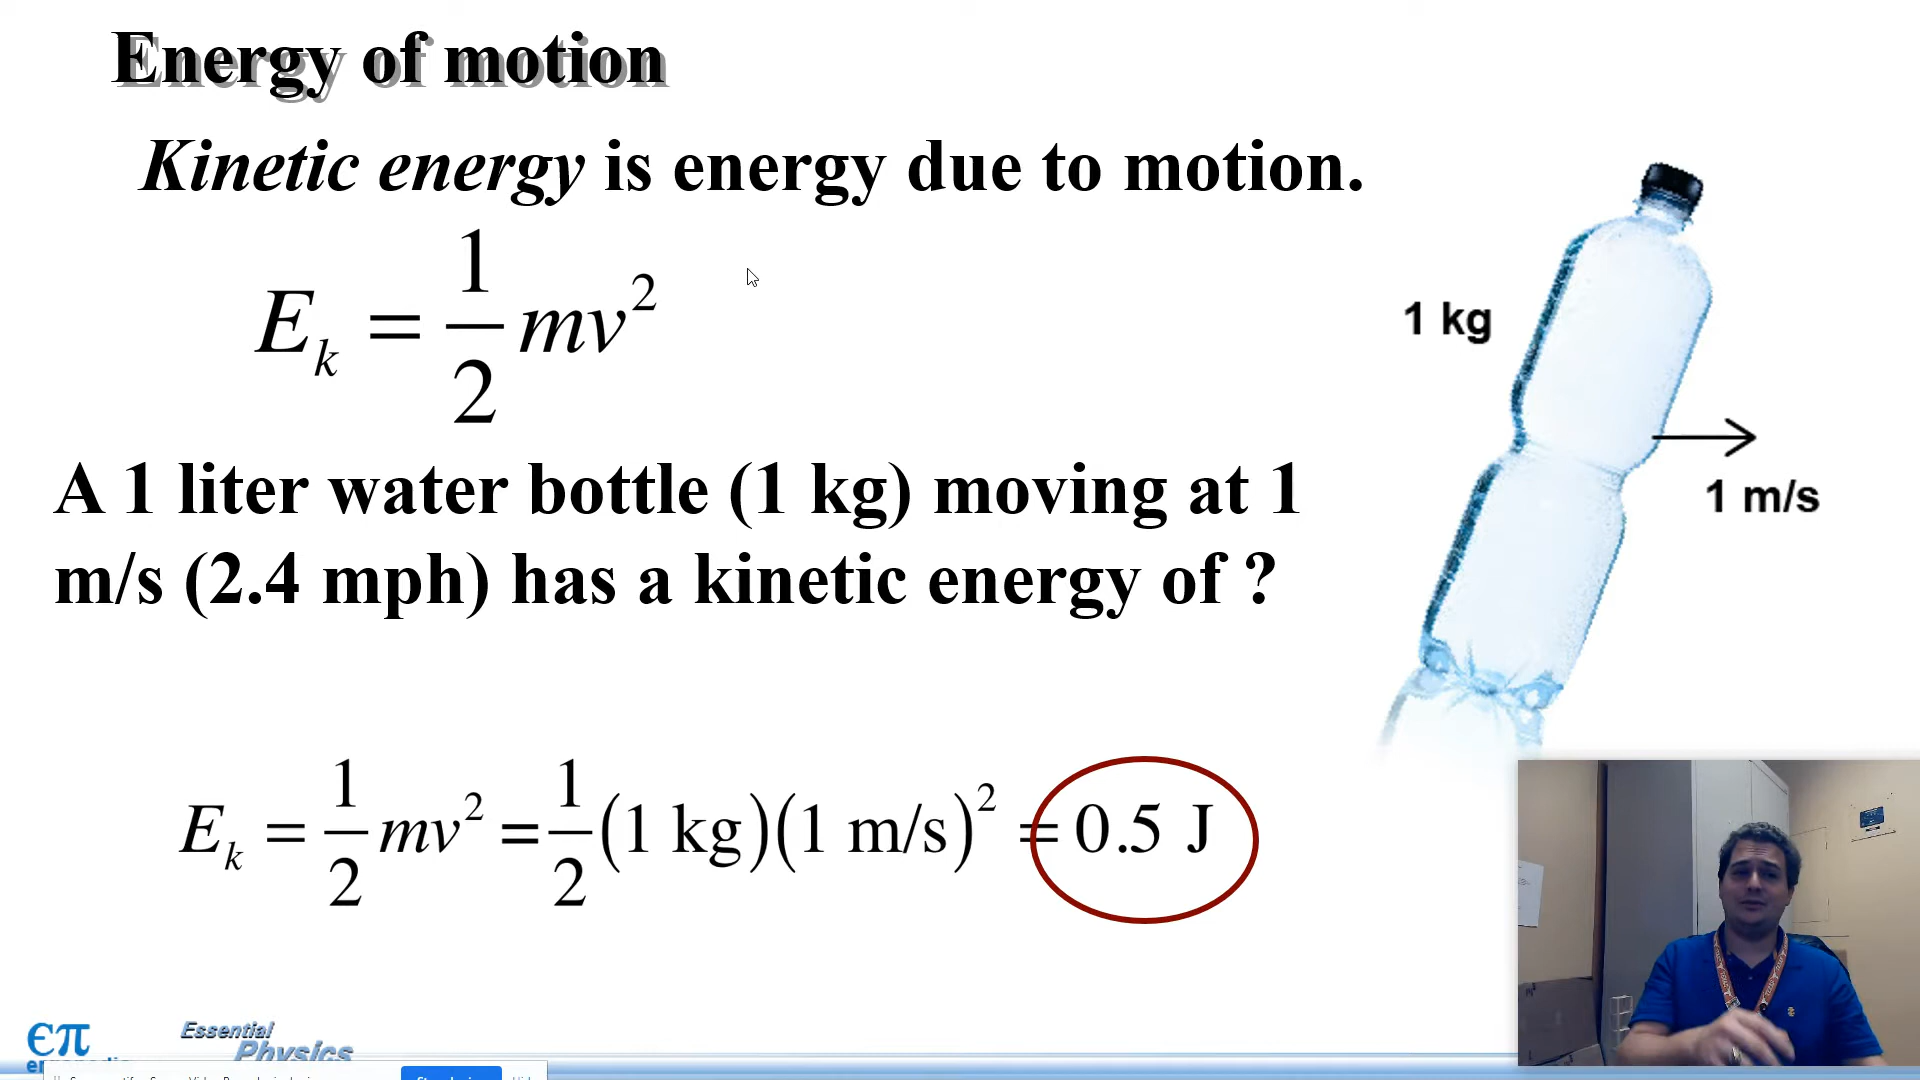 Energy of motion
Kinetic energy is energy due to motion.
E_k = 1/2 mv^2
1 kg
A 1 liter water bottle (1 kg) moving at 1
m/s (2.4 mph) has a kinetic energy of ?
1 m/s
E_k = 1/2 mv^2 = 1/2 (1 kg)(1 m/s)^2 = 0.5 J
єπ
Essential
Physics